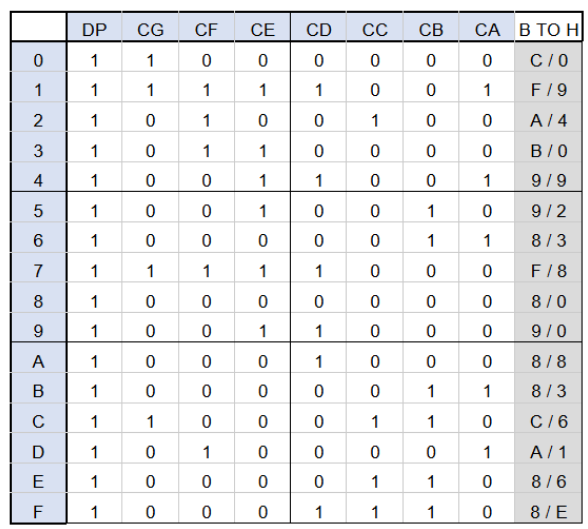 DP CG CF CE CD CC CB CA B TO H
0 1 1 0 0 0 0 0 0 C / 0
1 1 1 1 1 1 0 0 1 F / 9
2 1 0 1 0 0 1 0 0 A / 4
3 1 0 1 1 0 0 0 0 B / 0
4 1 0 0 1 1 0 0 1 9 / 9
5 1 0 0 1 0 0 1 0 9 / 2
6 1 0 0 0 0 0 1 1 8 / 3
7 1 1 1 1 1 0 0 0 F / 8
8 1 0 0 0 0 0 0 0 8 / 0
9 1 0 0 1 1 0 0 0 9 / 0
A 1 0 0 0 1 0 0 0 8 / 8
B 1 0 0 0 0 0 1 1 8 / 3
C 1 1 0 0 0 1 1 0 C / 6
D 1 0 1 0 0 0 0 1 A / 1
E 1 0 0 0 0 1 1 0 8 / 6
F 1 0 0 0 1 1 1 0 8 / E